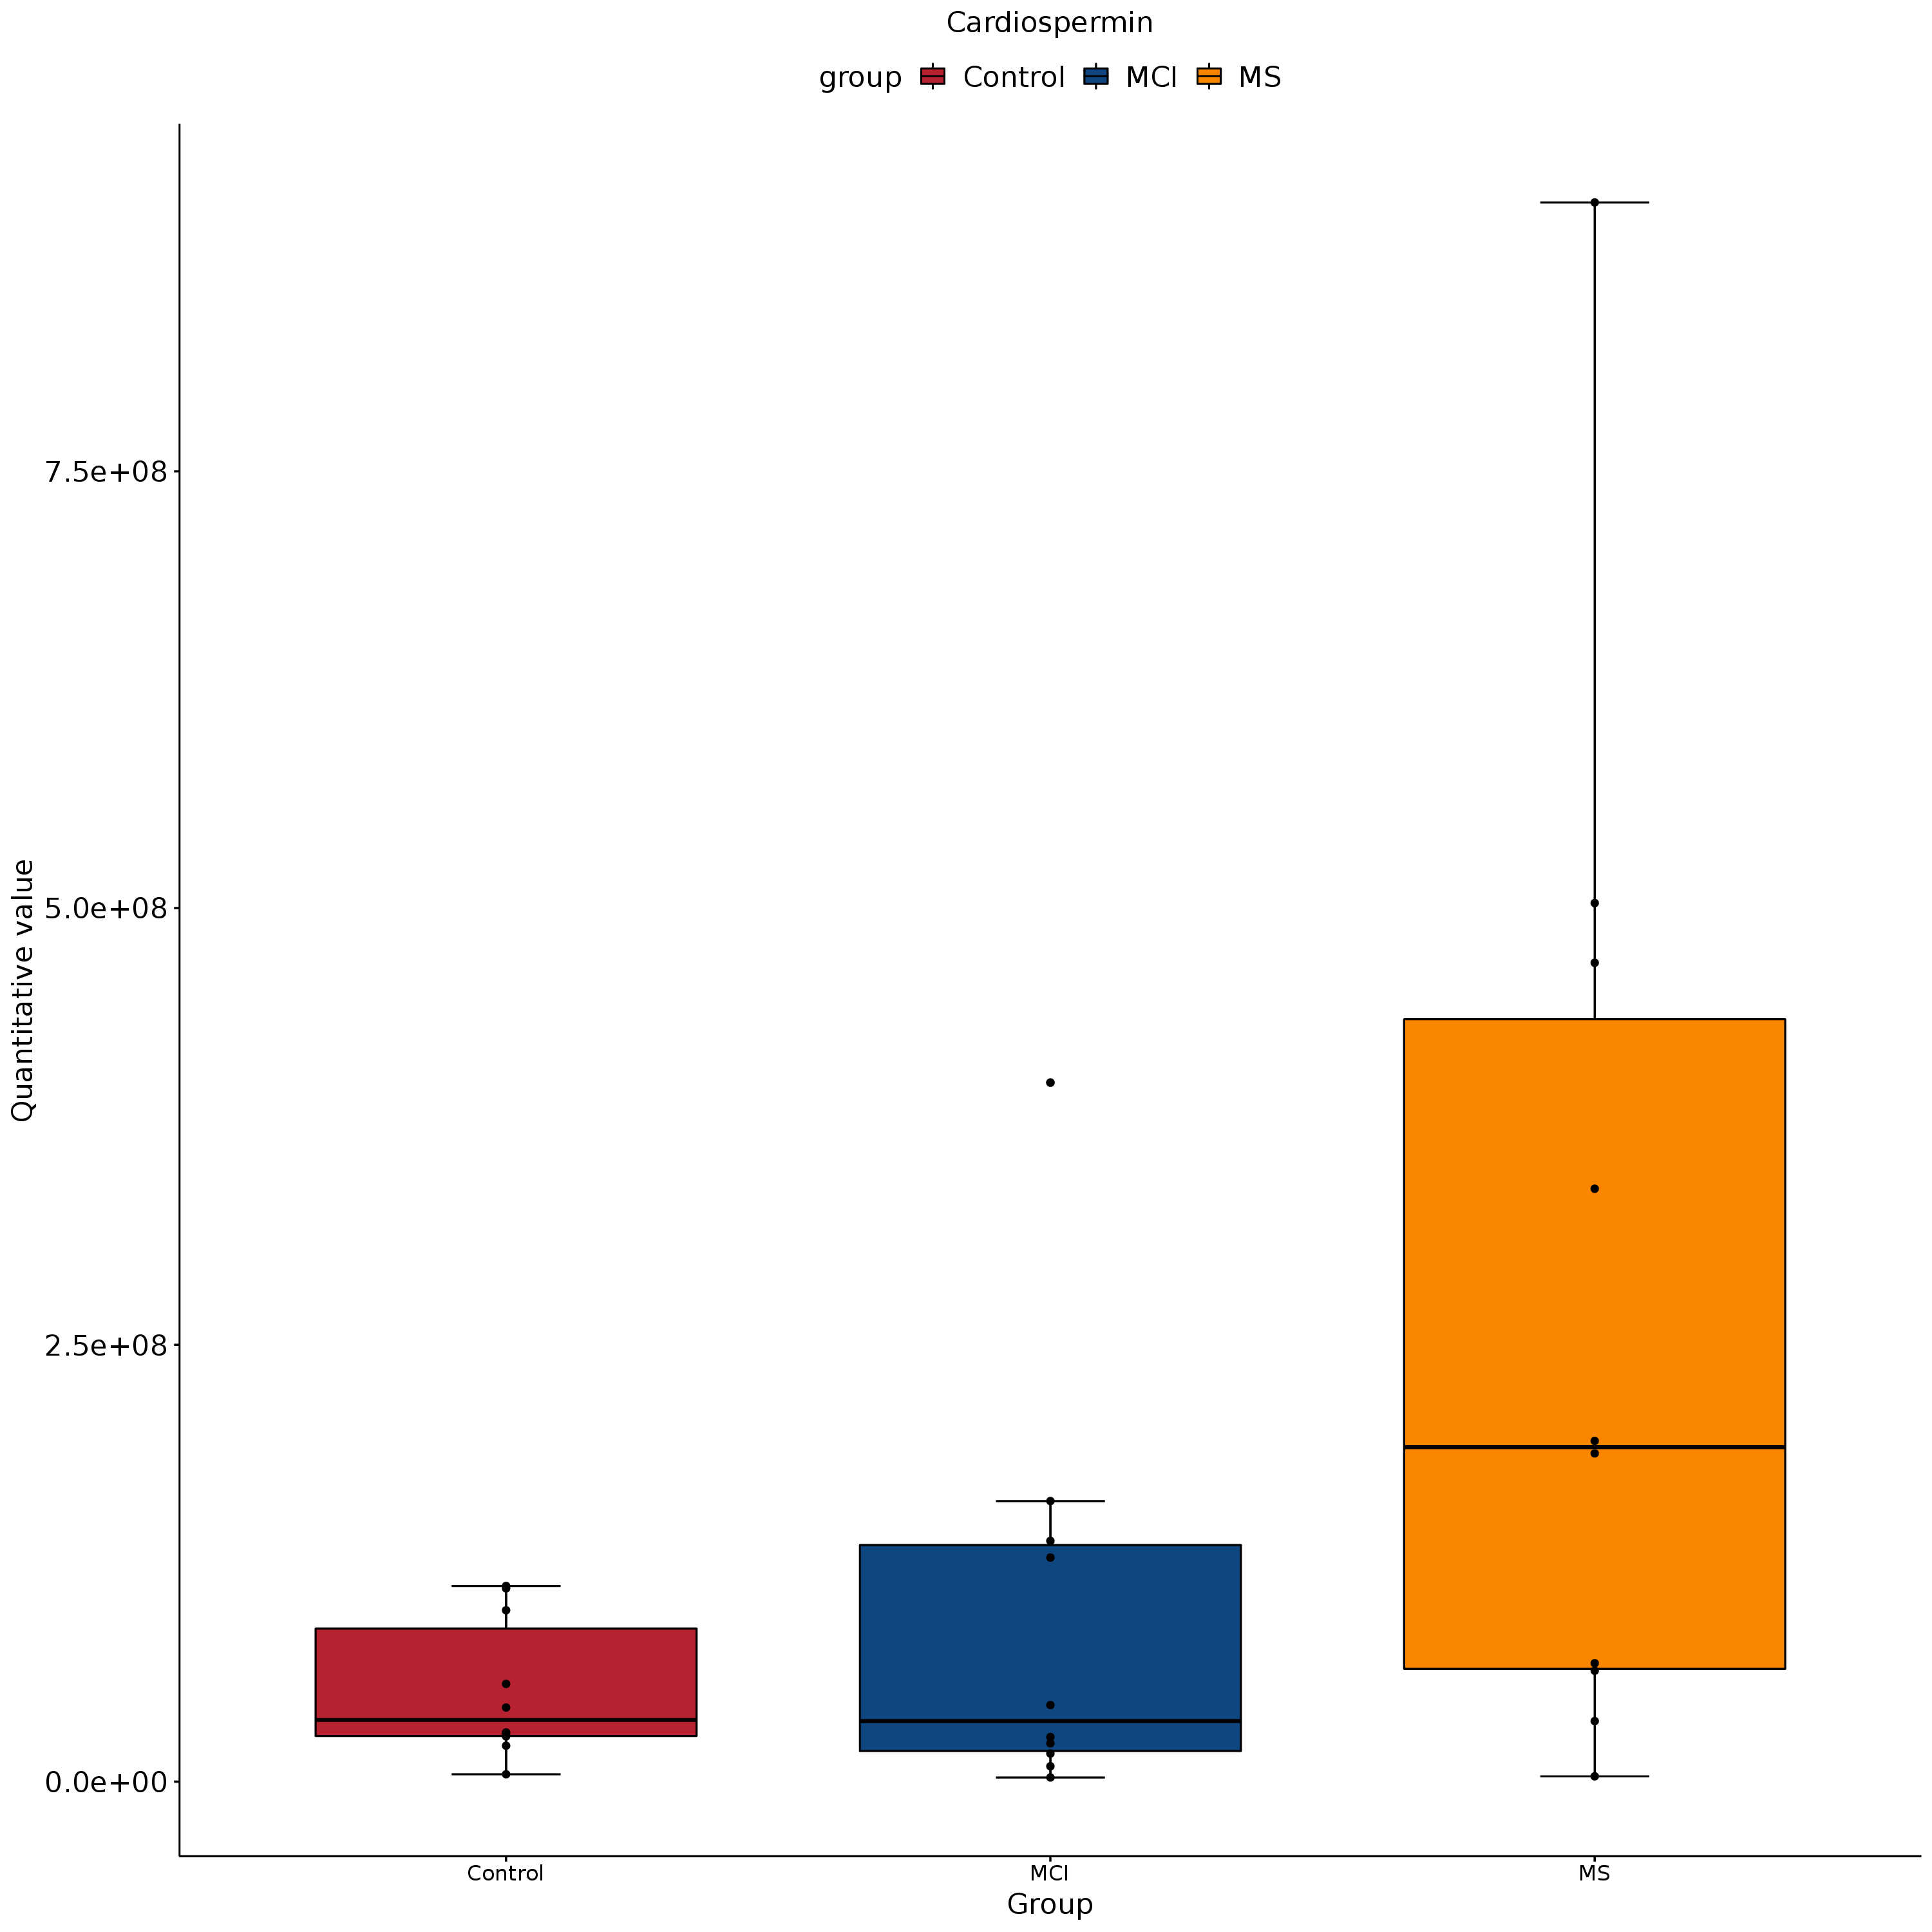 Cardiospermin
group Control MCI MS
Quantitative value
7.5e+08
5.0e+08
2.5e+08
0.0e+00
Control MCI MS
Group